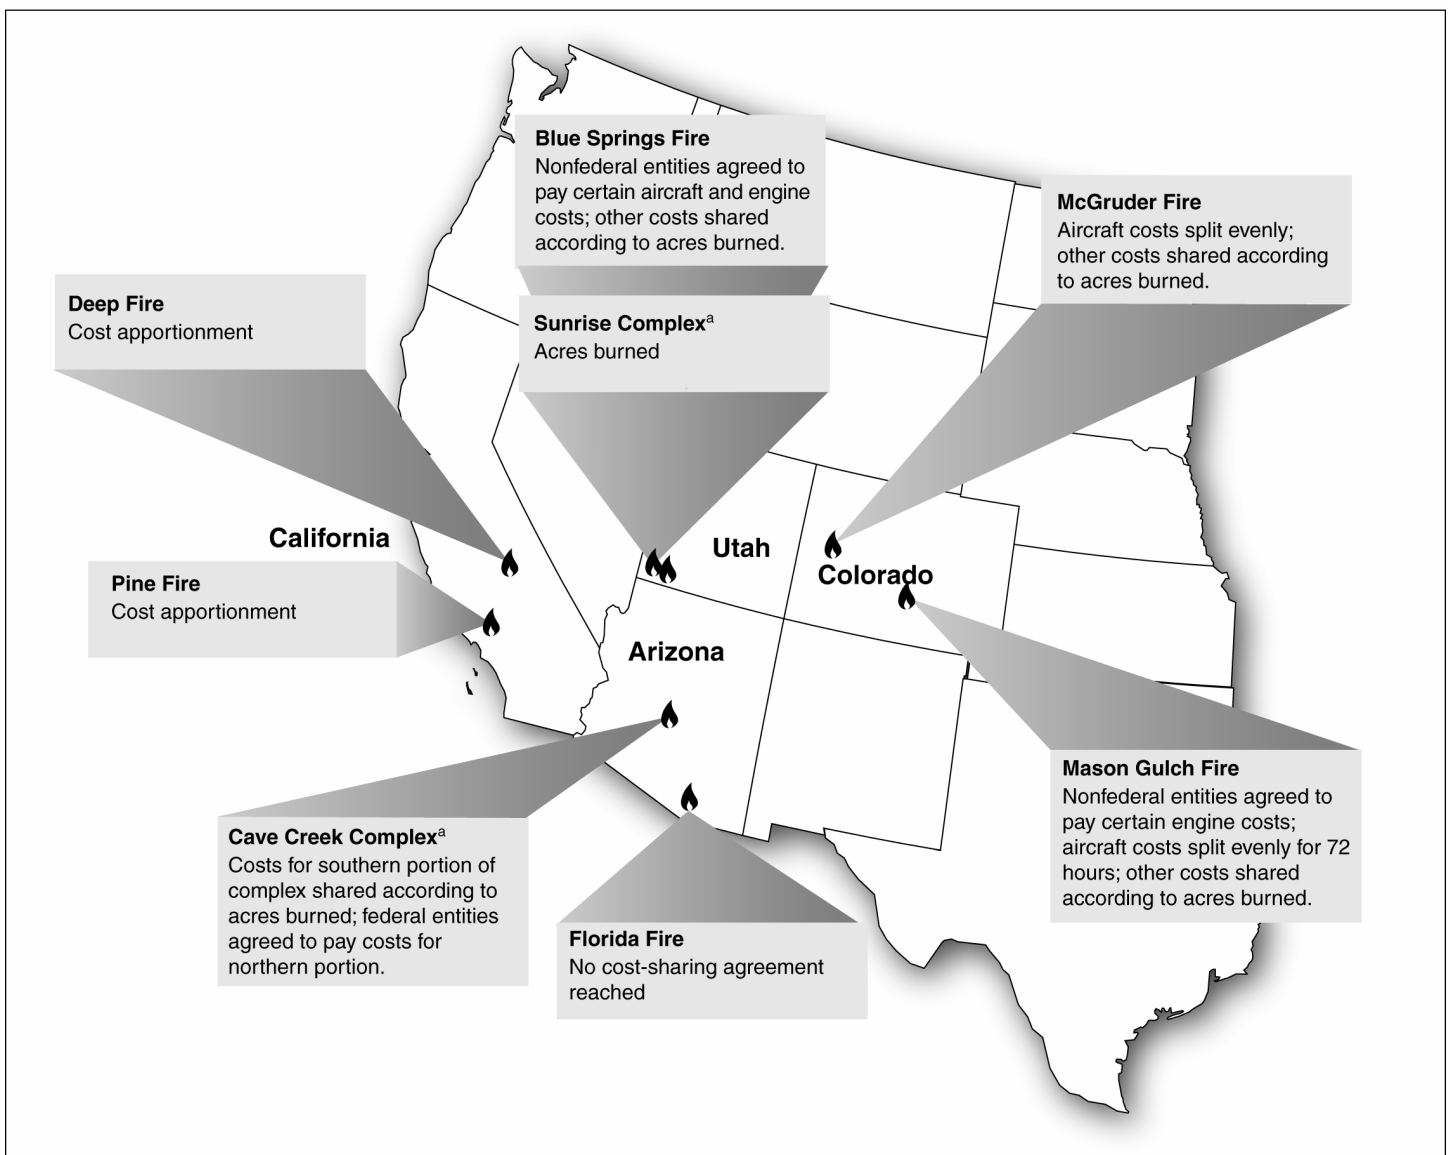 Blue Springs Fire
Nonfederal entities agreed to
pay certain aircraft and engine
costs; other costs shared
according to acres burned.
McGruder Fire
Aircraft costs split evenly;
other costs shared according
to acres burned.
Deep Fire
Cost apportionment
Sunrise Complexa
Acres burned
California
Utah
Colorado
Pine Fire
Cost apportionment
Arizona
Mason Gulch Fire
Nonfederal entities agreed to
pay certain engine costs;
aircraft costs split evenly for 72
hours; other costs shared
according to acres burned.
Cave Creek Complexa
Costs for southern portion of
complex shared according to
acres burned; federal entities
agreed to pay costs for
northern portion.
Florida Fire
No cost-sharing agreement
reached